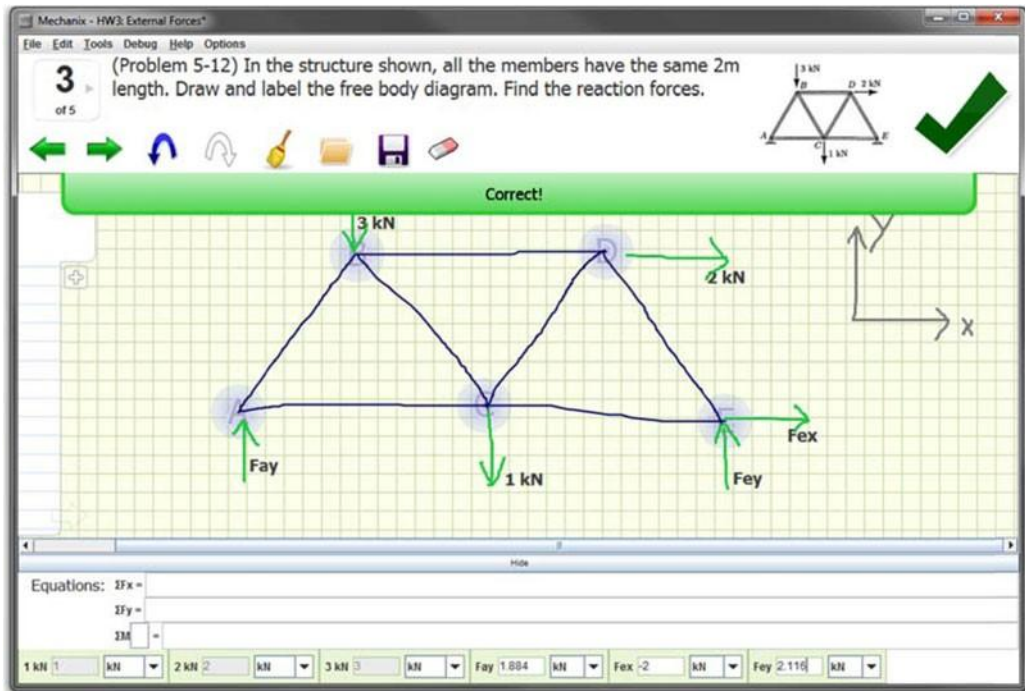 Mechanix - HW3: External Forces*
File Edit Tools Debug Help Options
3
of 5
(Problem 5-12) In the structure shown, all the members have the same 2m
length. Draw and label the free body diagram. Find the reaction forces.
3 kN
B
D 2 kN
A
C
E
1 kN
Correct!
3 kN
B
D
2 kN
y
x
A
C
E
Fay
1 kN
Fex
Fey
Hide
Equations: ΣFx =
ΣFy =
ΣM =
1 kN 1 kN 2 kN 2 kN 3 kN 3 kN Fay 1.884 kN Fex -2 kN Fey 2.116 kN